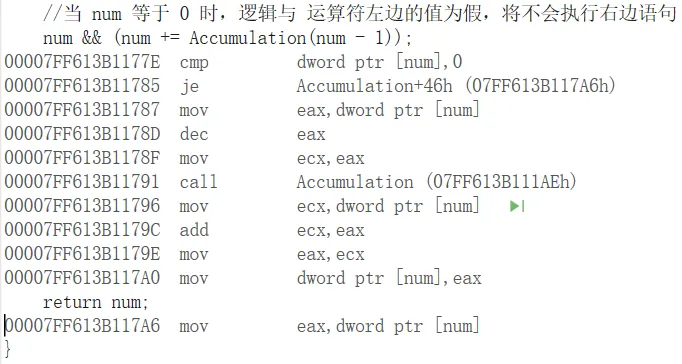 //当 num 等于 0 时，逻辑与 运算符左边的值为假，将不会执行右边语句
num && (num += Accumulation(num - 1));
00007FF613B1177E cmp dword ptr [num],0
00007FF613B11785 je Accumulation+46h (07FF613B117A6h)
00007FF613B11787 mov eax,dword ptr [num]
00007FF613B1178D dec eax
00007FF613B1178F mov ecx,eax
00007FF613B11791 call Accumulation (07FF613B111AEh)
00007FF613B11796 mov ecx,dword ptr [num]
00007FF613B1179C add ecx,eax
00007FF613B1179E mov eax,ecx
00007FF613B117A0 mov dword ptr [num],eax
return num;
00007FF613B117A6 mov eax,dword ptr [num]
}